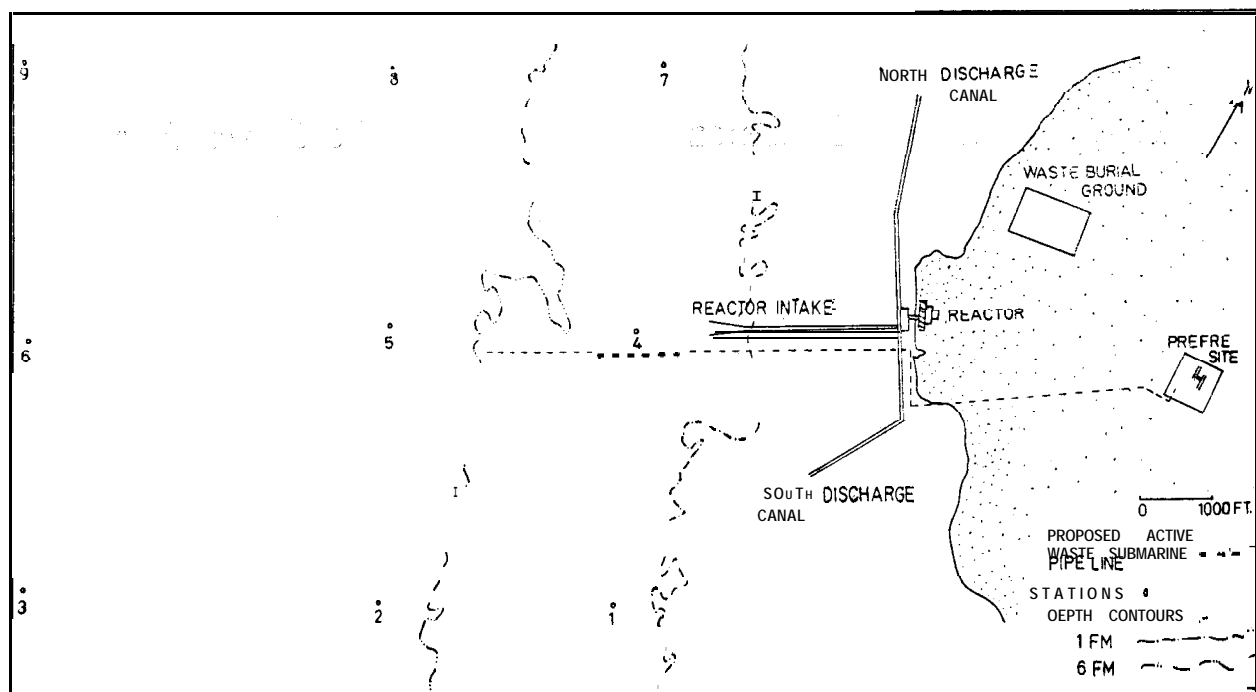 9
8
7
NORTH DISCHARGE
CANAL
N
WASTE BURIAL
GROUND
I
REACTOR INTAKE
REACTOR
6
5
4
PREFRE
SITE
I
SOUTH DISCHARGE
CANAL
0 1000 FT.
PROPOSED ACTIVE
WASTE SUBMARINE
PIPE LINE
STATIONS
OEPTH CONTOURS
1 FM
6 FM
3
2
1